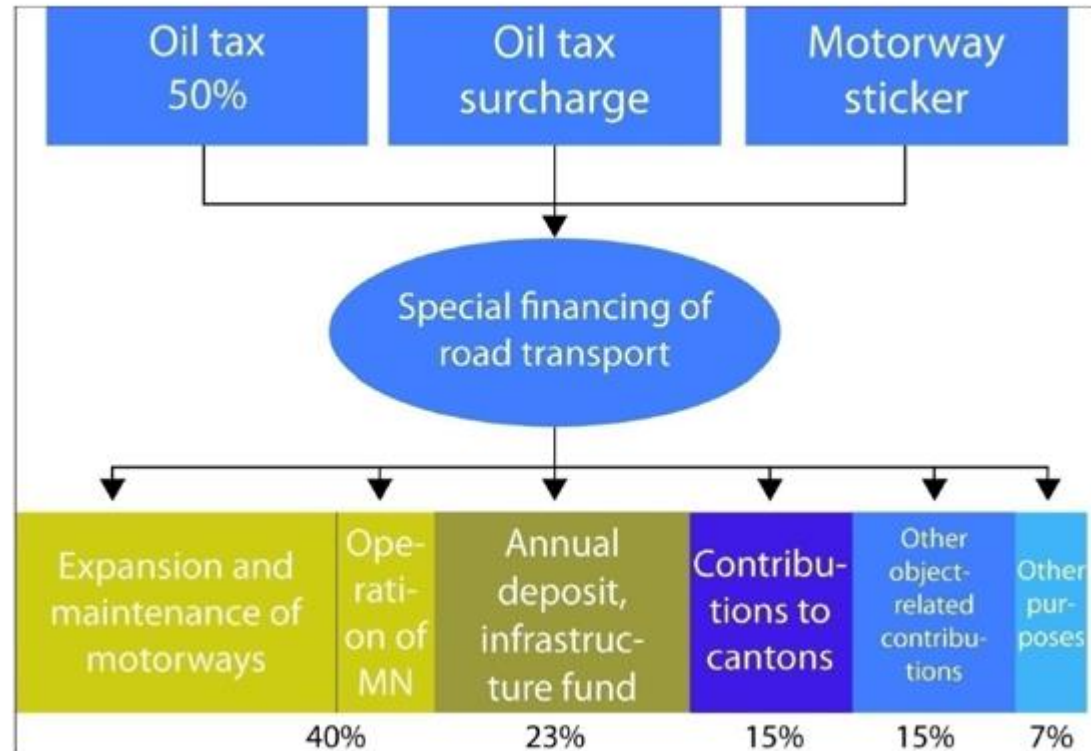 Oil tax
50%
Oil tax
surcharge
Motorway
sticker
Special financing of
road transport
Expansion and
maintenance of
motorways
Ope-
rati-
on of
MN
Annual
deposit,
infrastruc-
ture fund
Contribu-
tions to
cantons
Other
object-
related
contribu-
tions
Other
pur-
poses
40%
23%
15%
15%
7%